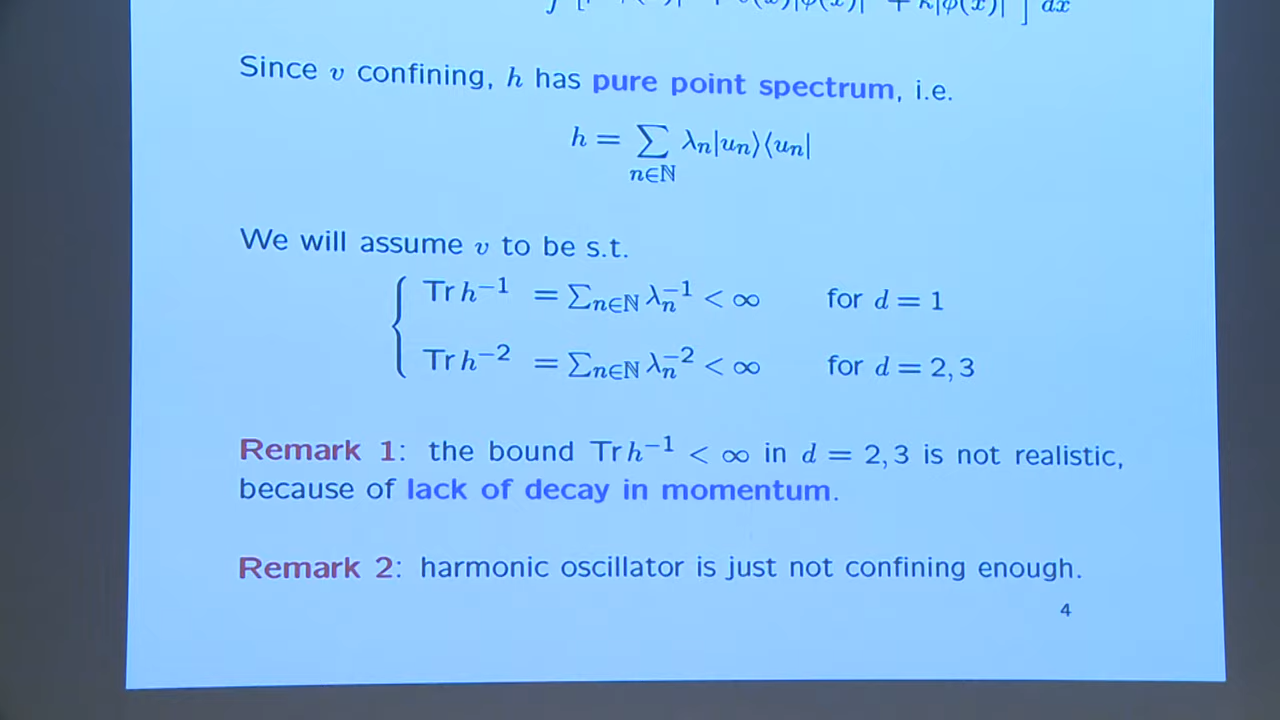 dx
Since v confining, h has pure point spectrum, i.e.
h = ∑_{n∈ℕ} λ_n|u_n⟩⟨u_n|
We will assume v to be s.t.
Tr h^{-1} = ∑_{n∈ℕ} λ_n^{-1} < ∞ for d = 1
Tr h^{-2} = ∑_{n∈ℕ} λ_n^{-2} < ∞ for d = 2, 3
Remark 1: the bound Tr h^{-1} < ∞ in d = 2, 3 is not realistic,
because of lack of decay in momentum.
Remark 2: harmonic oscillator is just not confining enough.
4